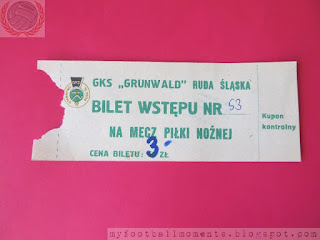 GKS „GRUNWALD” RUDA ŚLĄSKA
BILET WSTĘPU NR 53
NA MECZ PIŁKI NOŻNEJ
CENA BILETU: 3,- ZŁ
Kupon
kontrolny
myfootballmoments.blogspot.com